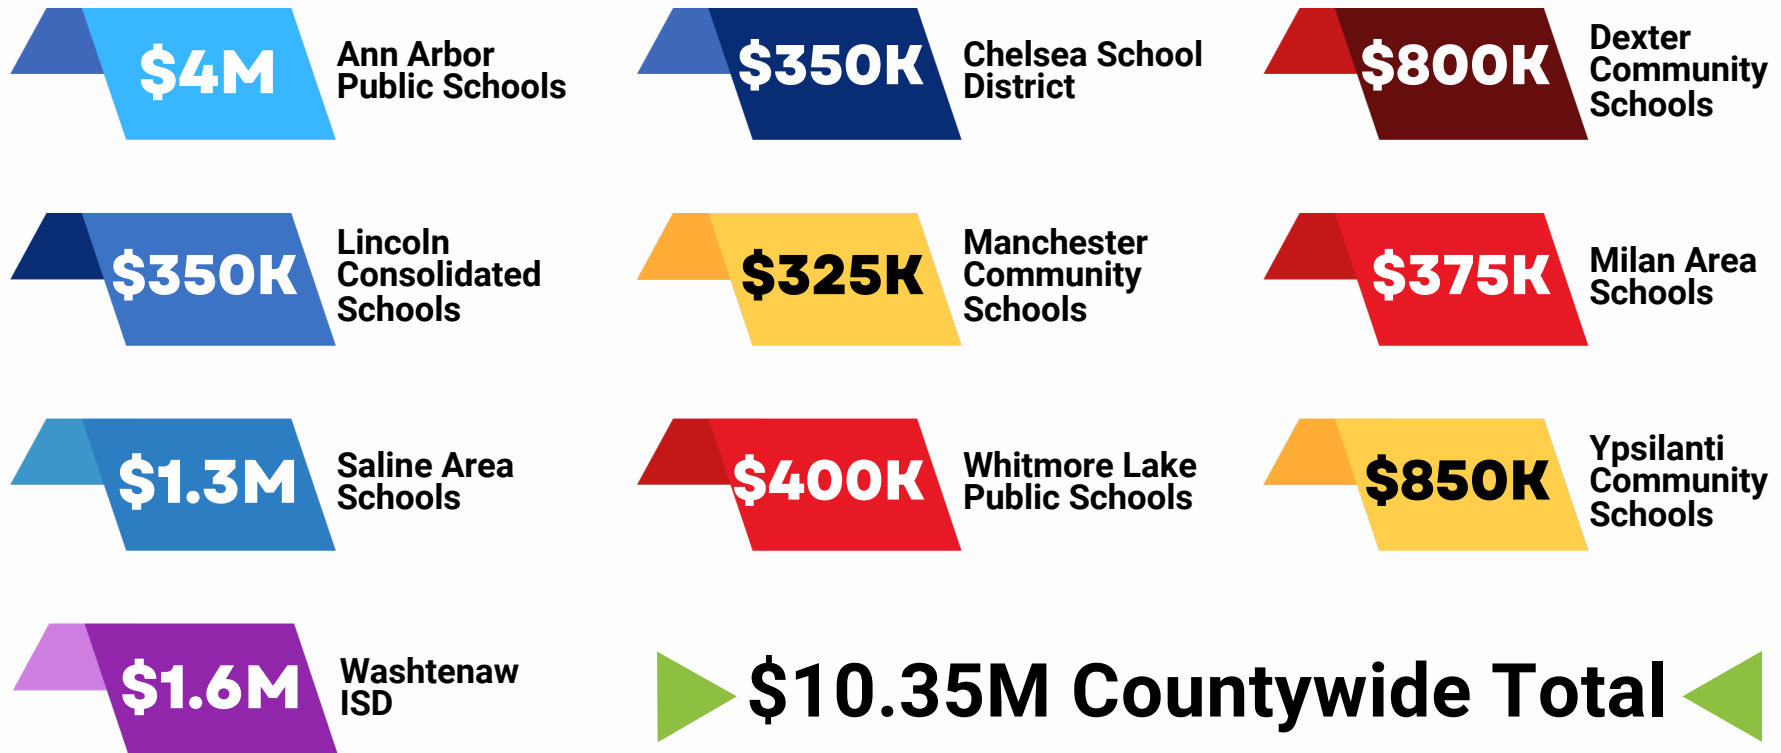 $4M
Ann Arbor
Public Schools
$350K
Chelsea School
District
$800K
Dexter
Community
Schools
$350K
Lincoln
Consolidated
Schools
$325K
Manchester
Community
Schools
$375K
Milan Area
Schools
$1.3M
Saline Area
Schools
$400K
Whitmore Lake
Public Schools
$850K
Ypsilanti
Community
Schools
$1.6M
Washtenaw
ISD
$10.35M Countywide Total